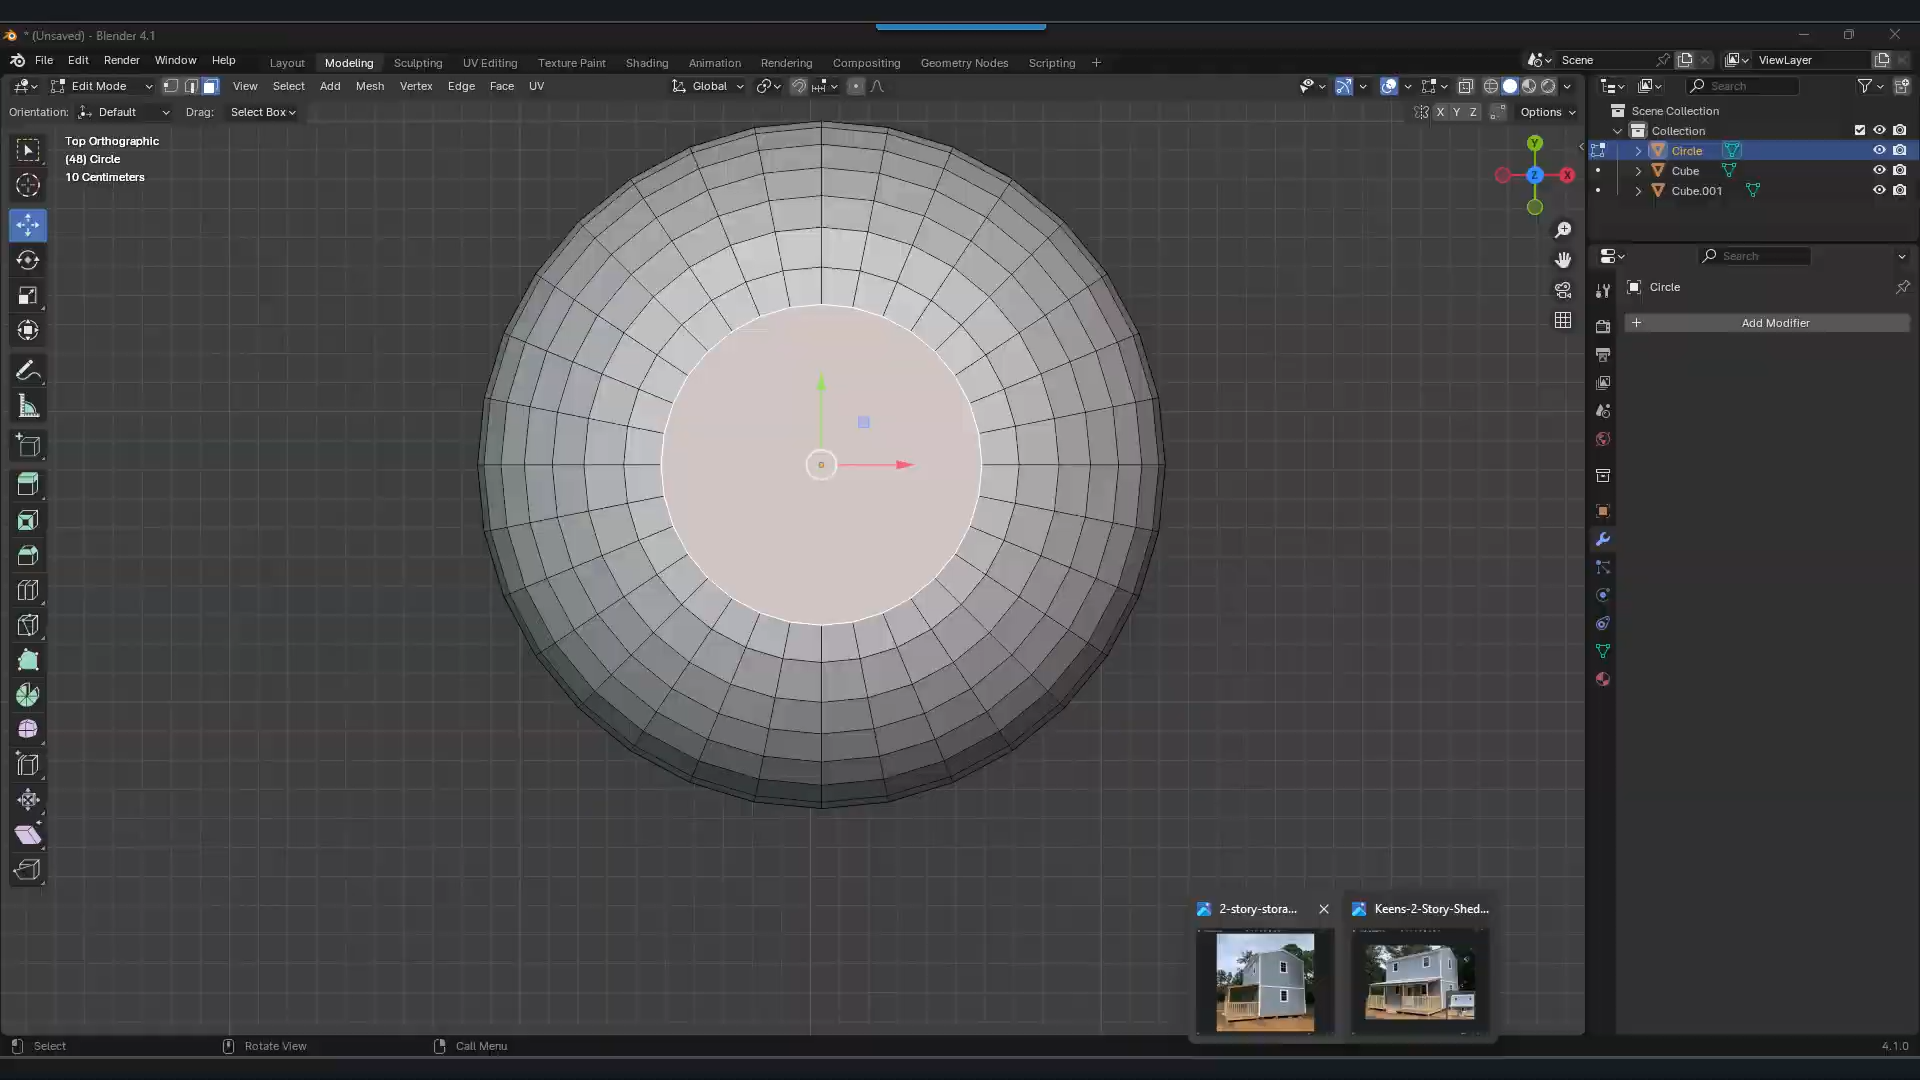 * (Unsaved) - Blender 4.1
File Edit Render Window Help
Layout Modeling Sculpting UV Editing Texture Paint Shading Animation Rendering Compositing Geometry Nodes Scripting +
Scene
ViewLayer
Edit Mode
View Select Add Mesh Vertex Edge Face UV
Global
Search
Orientation: Default Drag: Select Box
X Y Z
Options
Top Orthographic
(48) Circle
10 Centimeters
Y
Z
X
Scene Collection
Collection
Circle
Cube
Cube.001
Search
Circle
+ Add Modifier
2-story-stora...
Keens-2-Story-Shed...
Select
Rotate View
Call Menu
4.1.0